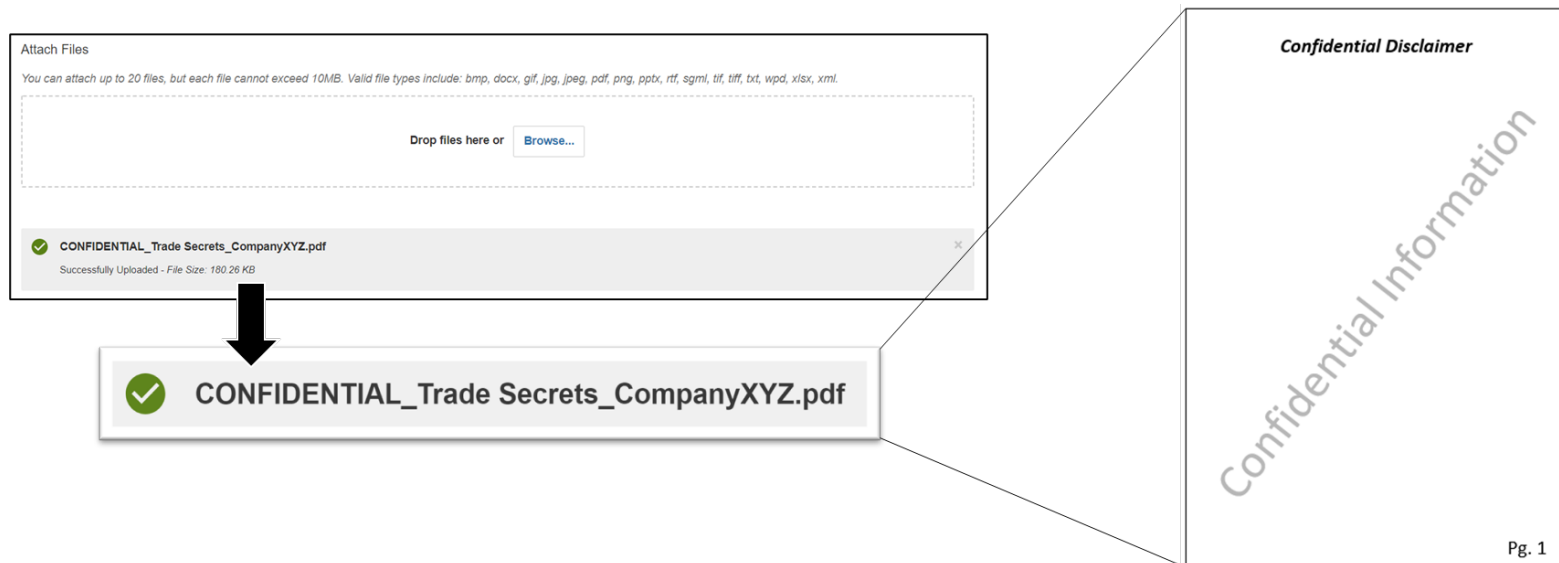 Attach Files
You can attach up to 20 files, but each file cannot exceed 10MB. Valid file types include: bmp, docx, gif, jpg, jpeg, pdf, png, pptx, rtf, sgml, tif, tiff, txt, wpd, xlsx, xml.
Drop files here or Browse...
CONFIDENTIAL_Trade Secrets_CompanyXYZ.pdf
Successfully Uploaded - File Size: 180.26 KB
CONFIDENTIAL_Trade Secrets_CompanyXYZ.pdf
Confidential Disclaimer
Confidential Information
Pg. 1